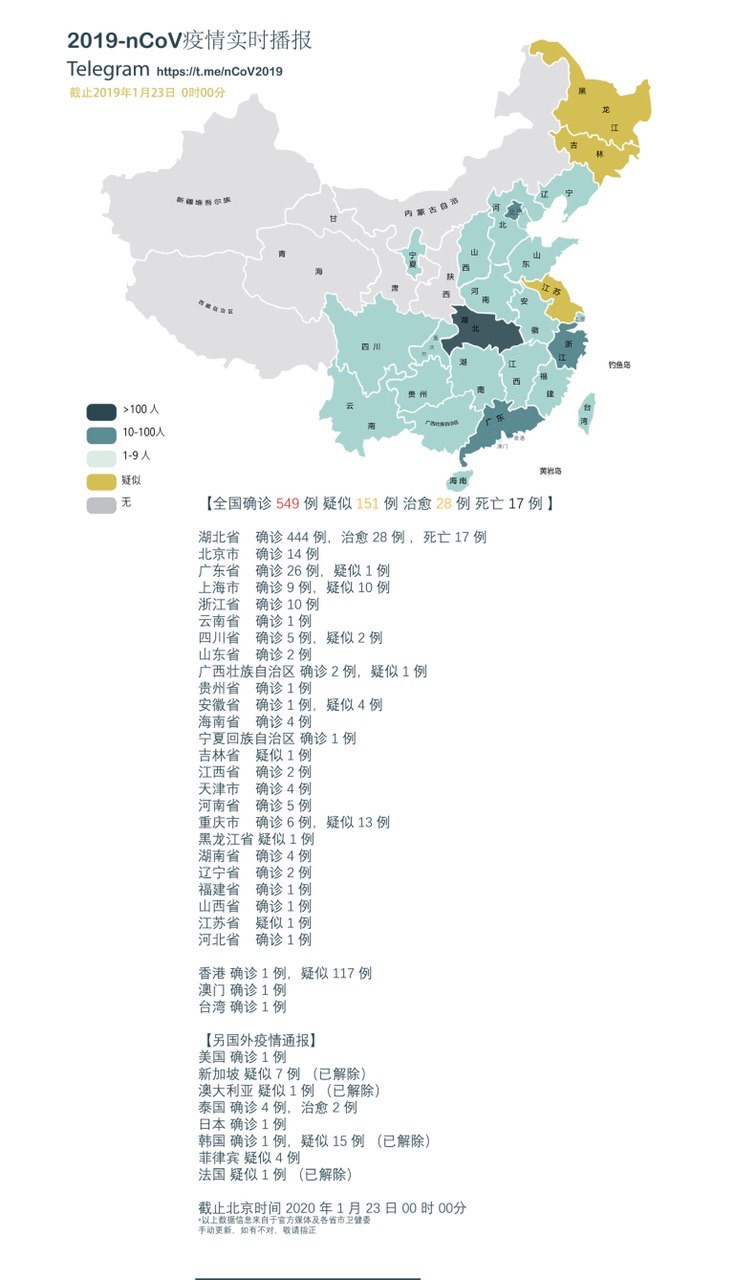 2019-nCoV疫情实时播报
Telegram https://t.me/nCoV2019
截止2019年1月23日 0时00分
黑龙江
吉林
辽宁
内蒙古自治
新疆维吾尔族
甘
肃
青海
西藏自治区
宁夏
陕西
山西
河北
北京
山东
河南
江苏
安徽
上海
湖北
浙江
四川
重庆市
湖南
江西
福建
贵州
云南
广西壮族自治区
广东
香港
澳门
台湾
海南
钓鱼岛
黄岩岛
>100 人
10-100人
1-9 人
疑似
无
【全国确诊 549 例 疑似 151 例 治愈 28 例 死亡 17 例 】
湖北省 确诊 444 例，治愈 28 例 ，死亡 17 例
北京市 确诊 14 例
广东省 确诊 26 例，疑似 1 例
上海市 确诊 9 例，疑似 10 例
浙江省 确诊 10 例
云南省 确诊 1 例
四川省 确诊 5 例，疑似 2 例
山东省 确诊 2 例
广西壮族自治区 确诊 2 例，疑似 1 例
贵州省 确诊 1 例
安徽省 确诊 1 例，疑似 4 例
海南省 确诊 4 例
宁夏回族自治区 确诊 1 例
吉林省 疑似 1 例
江西省 确诊 2 例
天津市 确诊 4 例
河南省 确诊 5 例
重庆市 确诊 6 例，疑似 13 例
黑龙江省 疑似 1 例
湖南省 确诊 4 例
辽宁省 确诊 2 例
福建省 确诊 1 例
山西省 确诊 1 例
江苏省 疑似 1 例
河北省 确诊 1 例
香港 确诊 1 例，疑似 117 例
澳门 确诊 1 例
台湾 确诊 1 例
【另国外疫情通报】
美国 确诊 1 例
新加坡 疑似 7 例 （已解除）
澳大利亚 疑似 1 例 （已解除）
泰国 确诊 4 例，治愈 2 例
日本 确诊 1 例
韩国 确诊 1 例，疑似 15 例 （已解除）
菲律宾 疑似 4 例
法国 疑似 1 例 （已解除）
截止北京时间 2020 年 1 月 23 日 00 时 00分
*以上数据信息来自于官方媒体及各省市卫健委
手动更新，如有不对，敬请指正